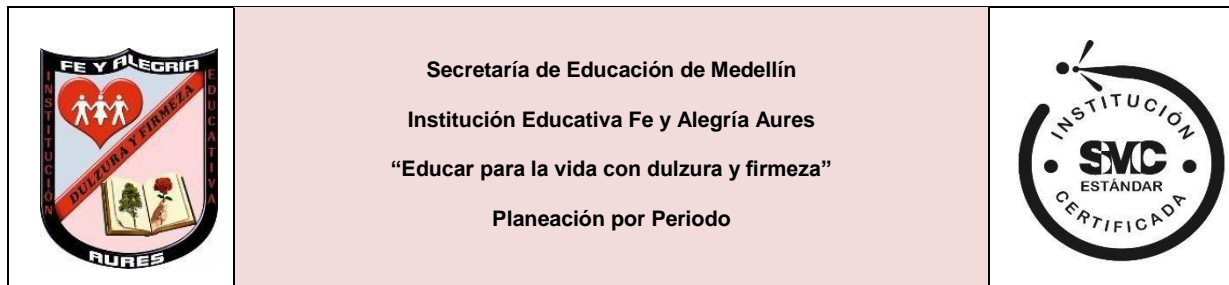 FE Y ALEGRÍA
INSTITUCIÓN
EDUCATIVA
DULZURA Y FIRMEZA
AURES
Secretaría de Educación de Medellín
Institución Educativa Fe y Alegría Aures
“Educar para la vida con dulzura y firmeza”
Planeación por Periodo
INSTITUCIÓN
SMC
ESTÁNDAR
CERTIFICADA